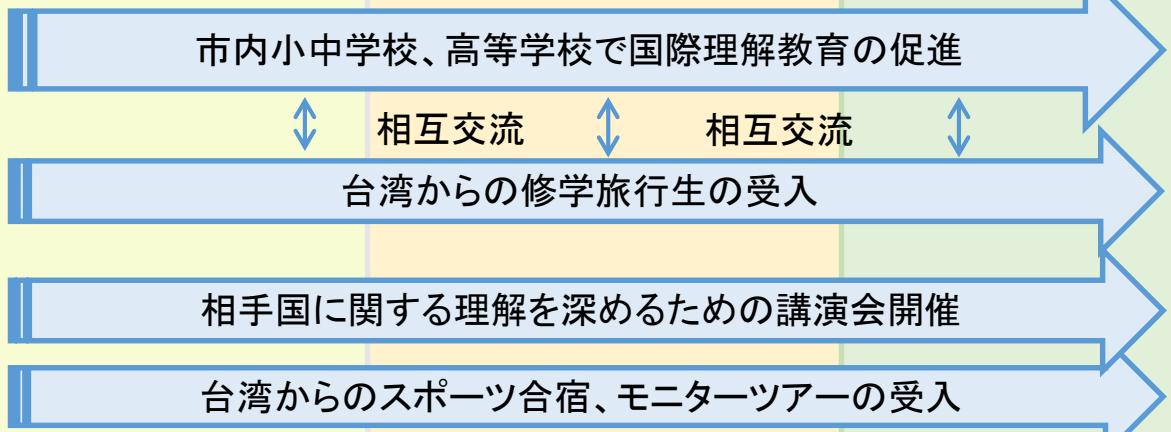 市内小中学校、高等学校で国際理解教育の促進
相互交流 相互交流
台湾からの修学旅行生の受入
相手国に関する理解を深めるための講演会開催
台湾からのスポーツ合宿、モニターツアーの受入